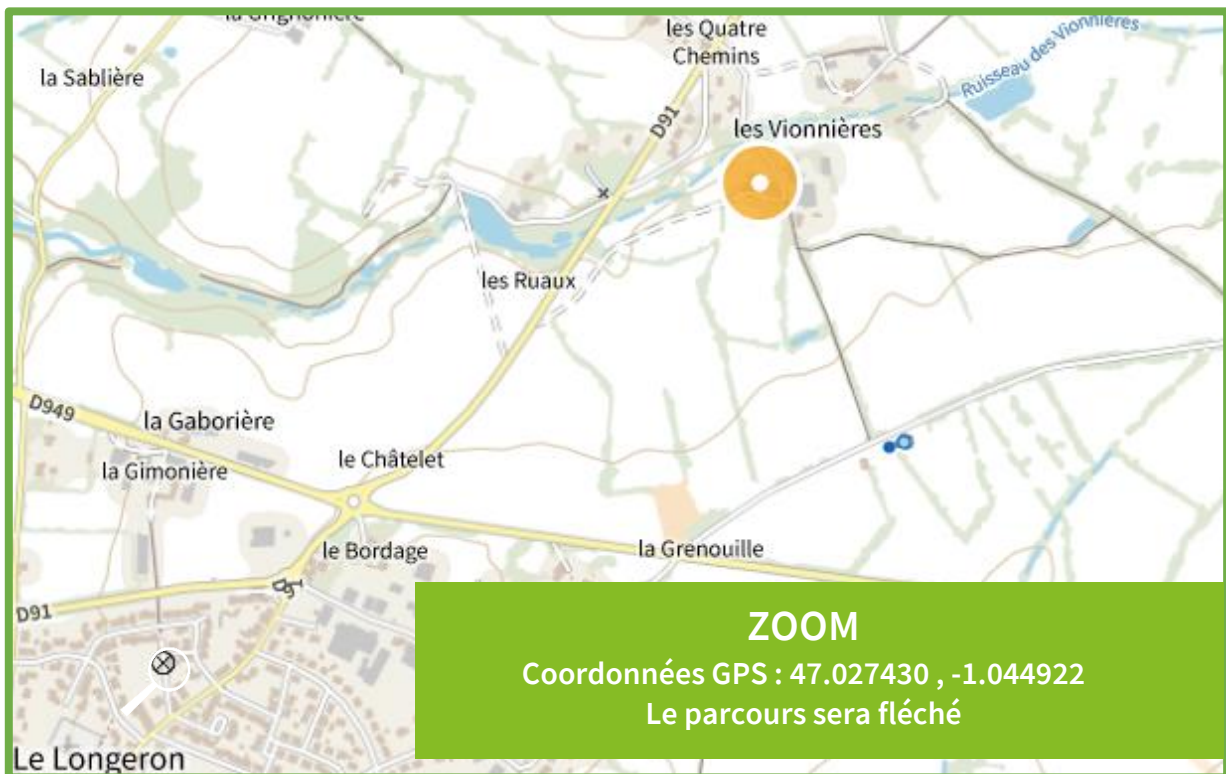 la Grignonière
les Quatre
Chemins
la Sablière
Ruisseau des Vionnières
D91
les Vionnières
les Ruaux
D949
la Gaborière
le Châtelet
la Gimonière
le Bordage
la Grenouille
D91
D91
ZOOM
Coordonnées GPS : 47.027430 , -1.044922
Le parcours sera fléché
Le Longeron